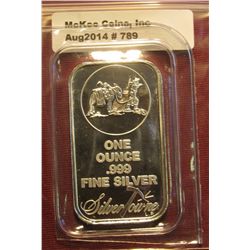 McKee Coins, Inc
Aug2014 # 789
ONE
OUNCE
.999
FINE SILVER
SilverTowne